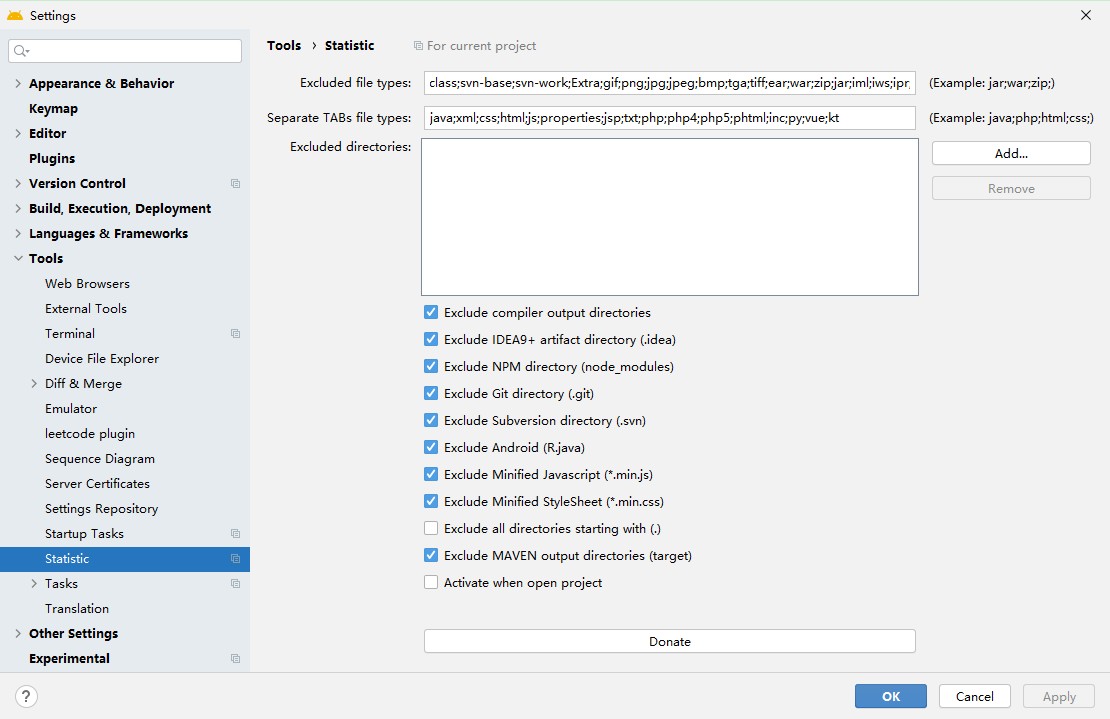 Settings
Tools › Statistic For current project
Appearance & Behavior
Keymap
Editor
Plugins
Version Control
Build, Execution, Deployment
Languages & Frameworks
Tools
Web Browsers
External Tools
Terminal
Device File Explorer
Diff & Merge
Emulator
leetcode plugin
Sequence Diagram
Server Certificates
Settings Repository
Startup Tasks
Statistic
Tasks
Translation
Other Settings
Experimental
Excluded file types: class;svn-base;svn-work;Extra;gif;png;jpg;jpeg;bmp;tga;tiff;ear;war;zip;jar;iml;iws;ipr; (Example: jar;war;zip;)
Separate TABs file types: java;xml;css;html;js;properties;jsp;txt;php;php4;php5;phtml;inc;py;vue;kt (Example: java;php;html;css;)
Excluded directories:
Add...
Remove
Exclude compiler output directories
Exclude IDEA9+ artifact directory (.idea)
Exclude NPM directory (node_modules)
Exclude Git directory (.git)
Exclude Subversion directory (.svn)
Exclude Android (R.java)
Exclude Minified Javascript (*.min.js)
Exclude Minified StyleSheet (*.min.css)
Exclude all directories starting with (.)
Exclude MAVEN output directories (target)
Activate when open project
Donate
?
OK
Cancel
Apply